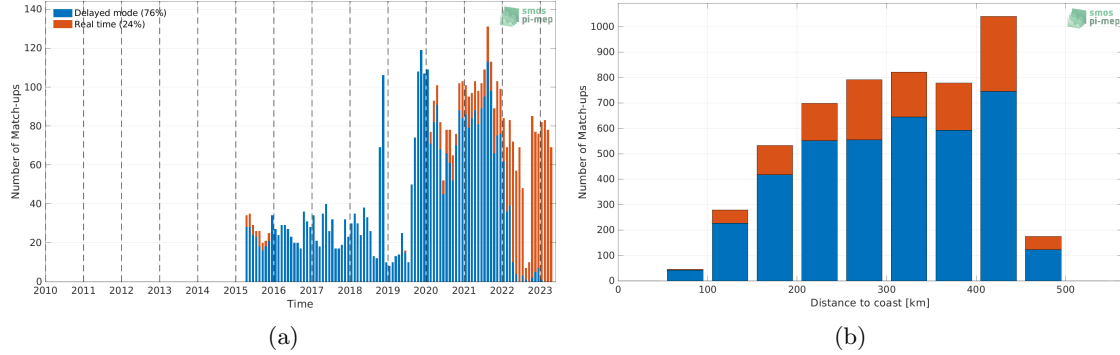 140
120
100
80
60
40
20
0
Number of Match-ups
Delayed mode (76%)
Real time (24%)
smos
pi-mep
2010 2011 2012 2013 2014 2015 2016 2017 2018 2019 2020 2021 2022 2023
Time
(a)
1000
900
800
700
600
500
400
300
200
100
0
Number of Match-ups
smos
pi-mep
0 100 200 300 400 500
Distance to coast [km]
(b)